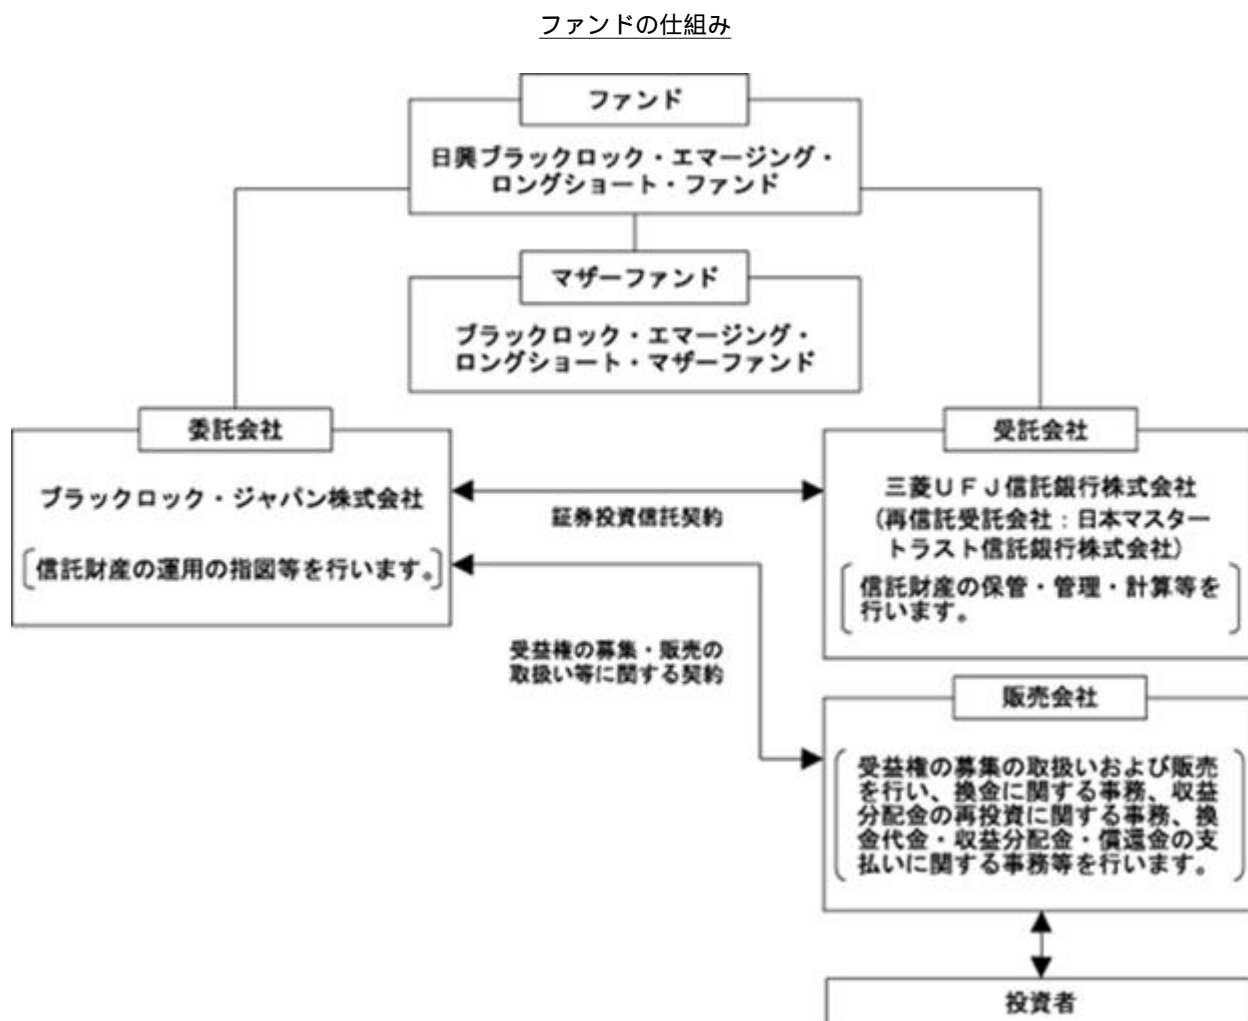 ファンドの仕組み
ファンド
日興ブラックロック・エマージング・
ロングショート・ファンド
マザーファンド
ブラックロック・エマージング・
ロングショート・マザーファンド
委託会社
ブラックロック・ジャパン株式会社
信託財産の運用の指図等を行います。
証券投資信託契約
受益権の募集・販売の
取扱い等に関する契約
受託会社
三菱UFJ信託銀行株式会社
(再信託受託会社:日本マスター
トラスト信託銀行株式会社)
信託財産の保管・管理・計算等を
行います。
販売会社
受益権の募集の取扱いおよび販売
を行い、換金に関する事務、収益
分配金の再投資に関する事務、換
金代金・収益分配金・償還金の支
払いに関する事務等を行います。
投資者